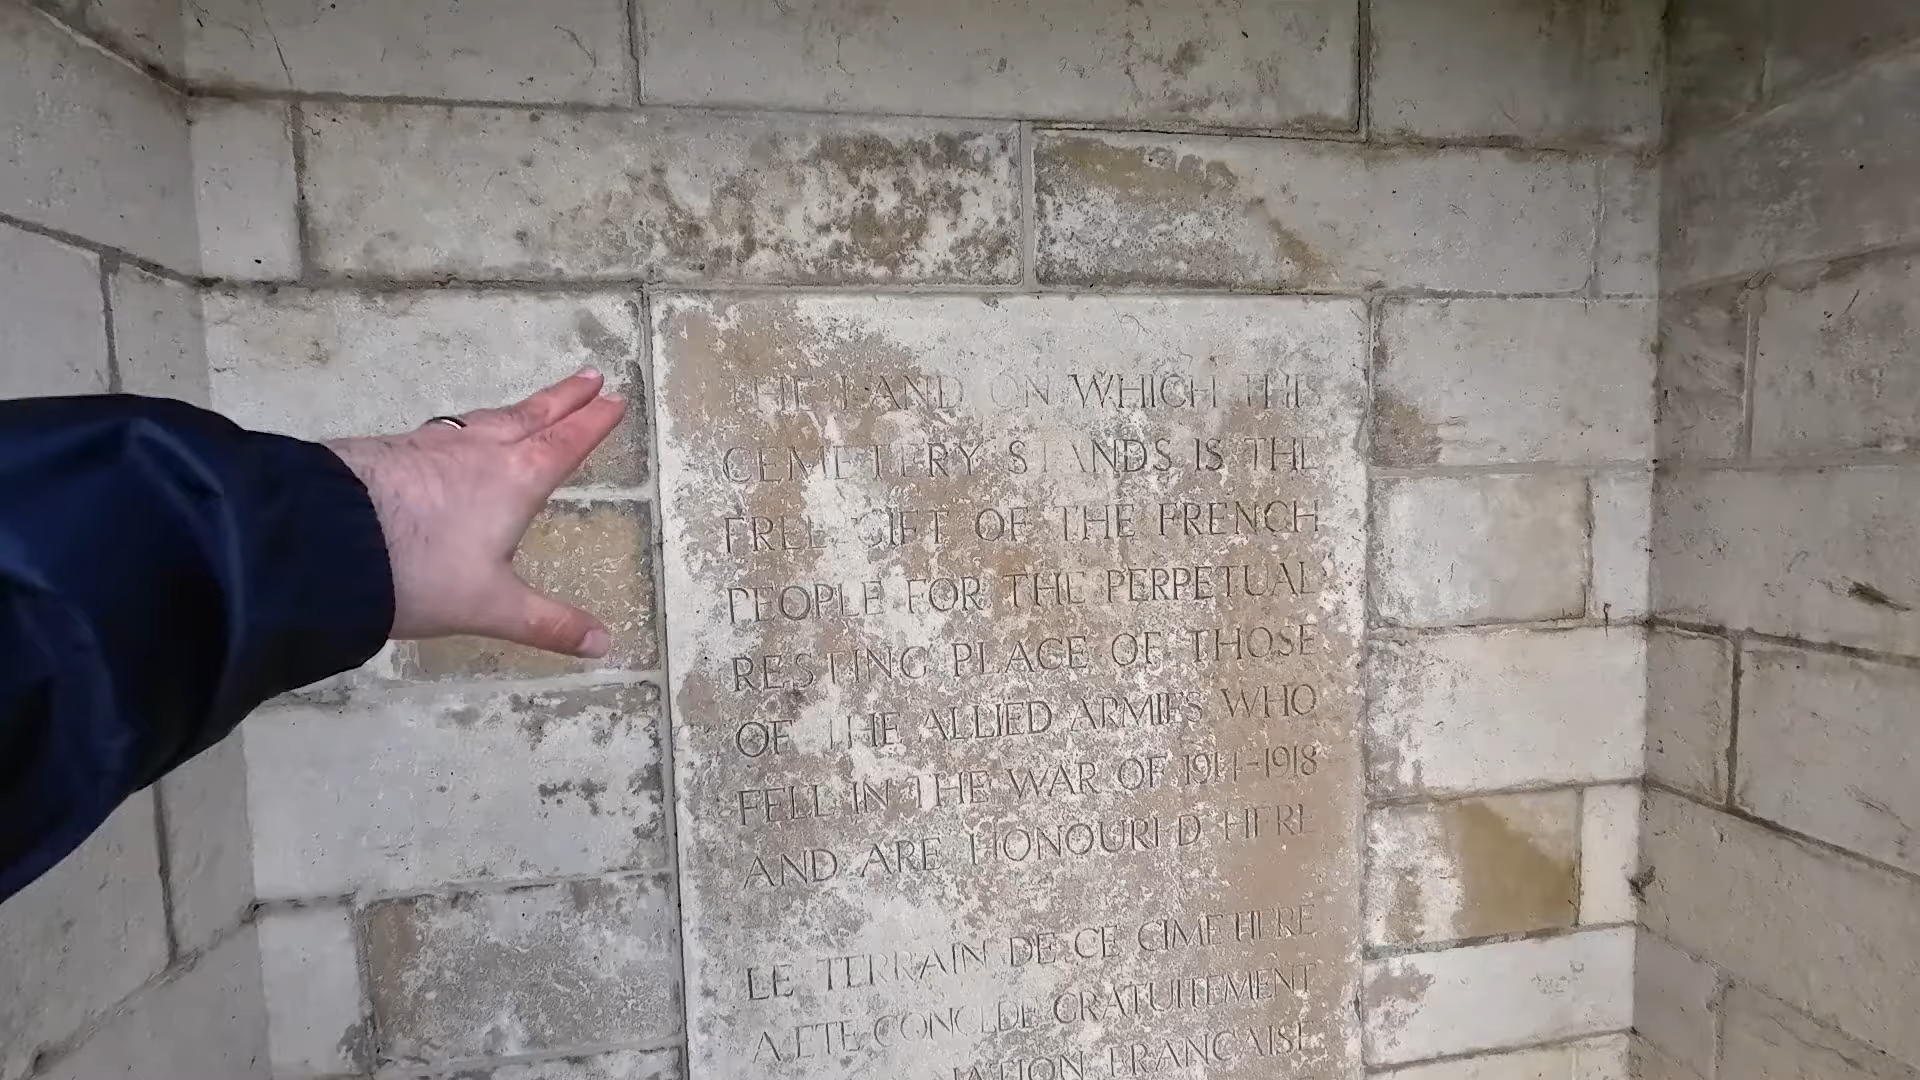 THE LAND ON WHICH THIS
CEMETERY STANDS IS THE
FREE GIFT OF THE FRENCH
PEOPLE FOR THE PERPETUAL
RESTING PLACE OF THOSE
OF THE ALLIED ARMIES WHO
FELL IN THE WAR OF 1914-1918
AND ARE HONOURED HERE
LE TERRAIN DE CE CIMETIERE
A ETE CONCEDE GRATUITEMENT
NATION FRANCAISE